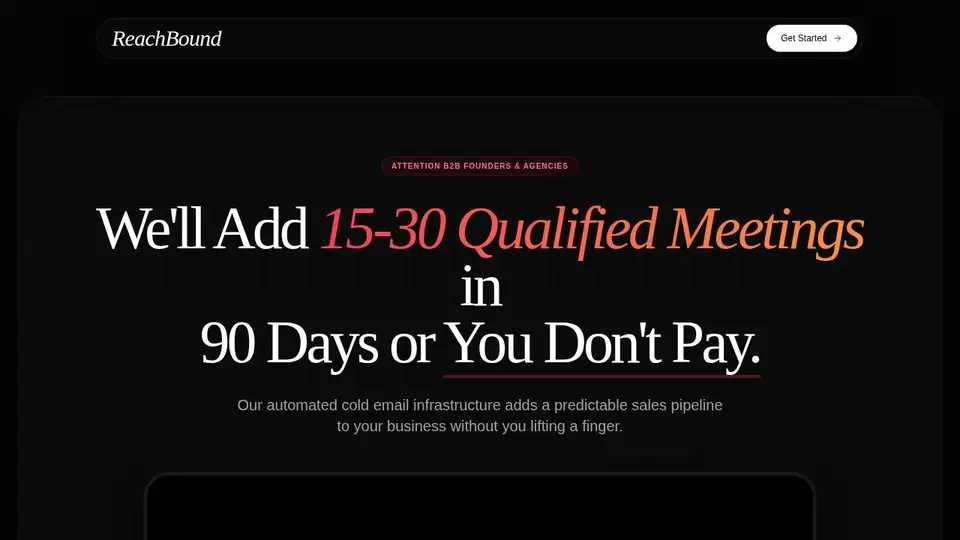 ReachBound
Get Started
ATTENTION B2B FOUNDERS & AGENCIES
We'll Add 15-30 Qualified Meetings
in
90 Days or You Don't Pay.
Our automated cold email infrastructure adds a predictable sales pipeline
to your business without you lifting a finger.